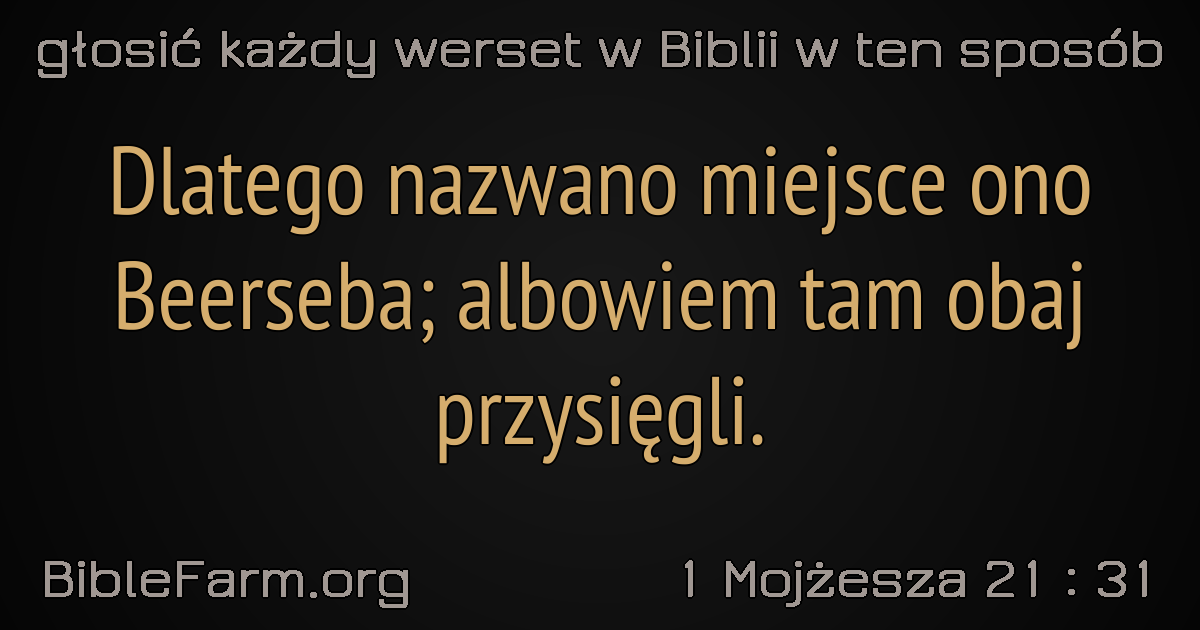 głosić każdy werset w Biblii w ten sposób
Dlatego nazwano miejsce ono
Beerseba; albowiem tam obaj
przysięgli.
BibleFarm.org
1 Mojżesza 21 : 31